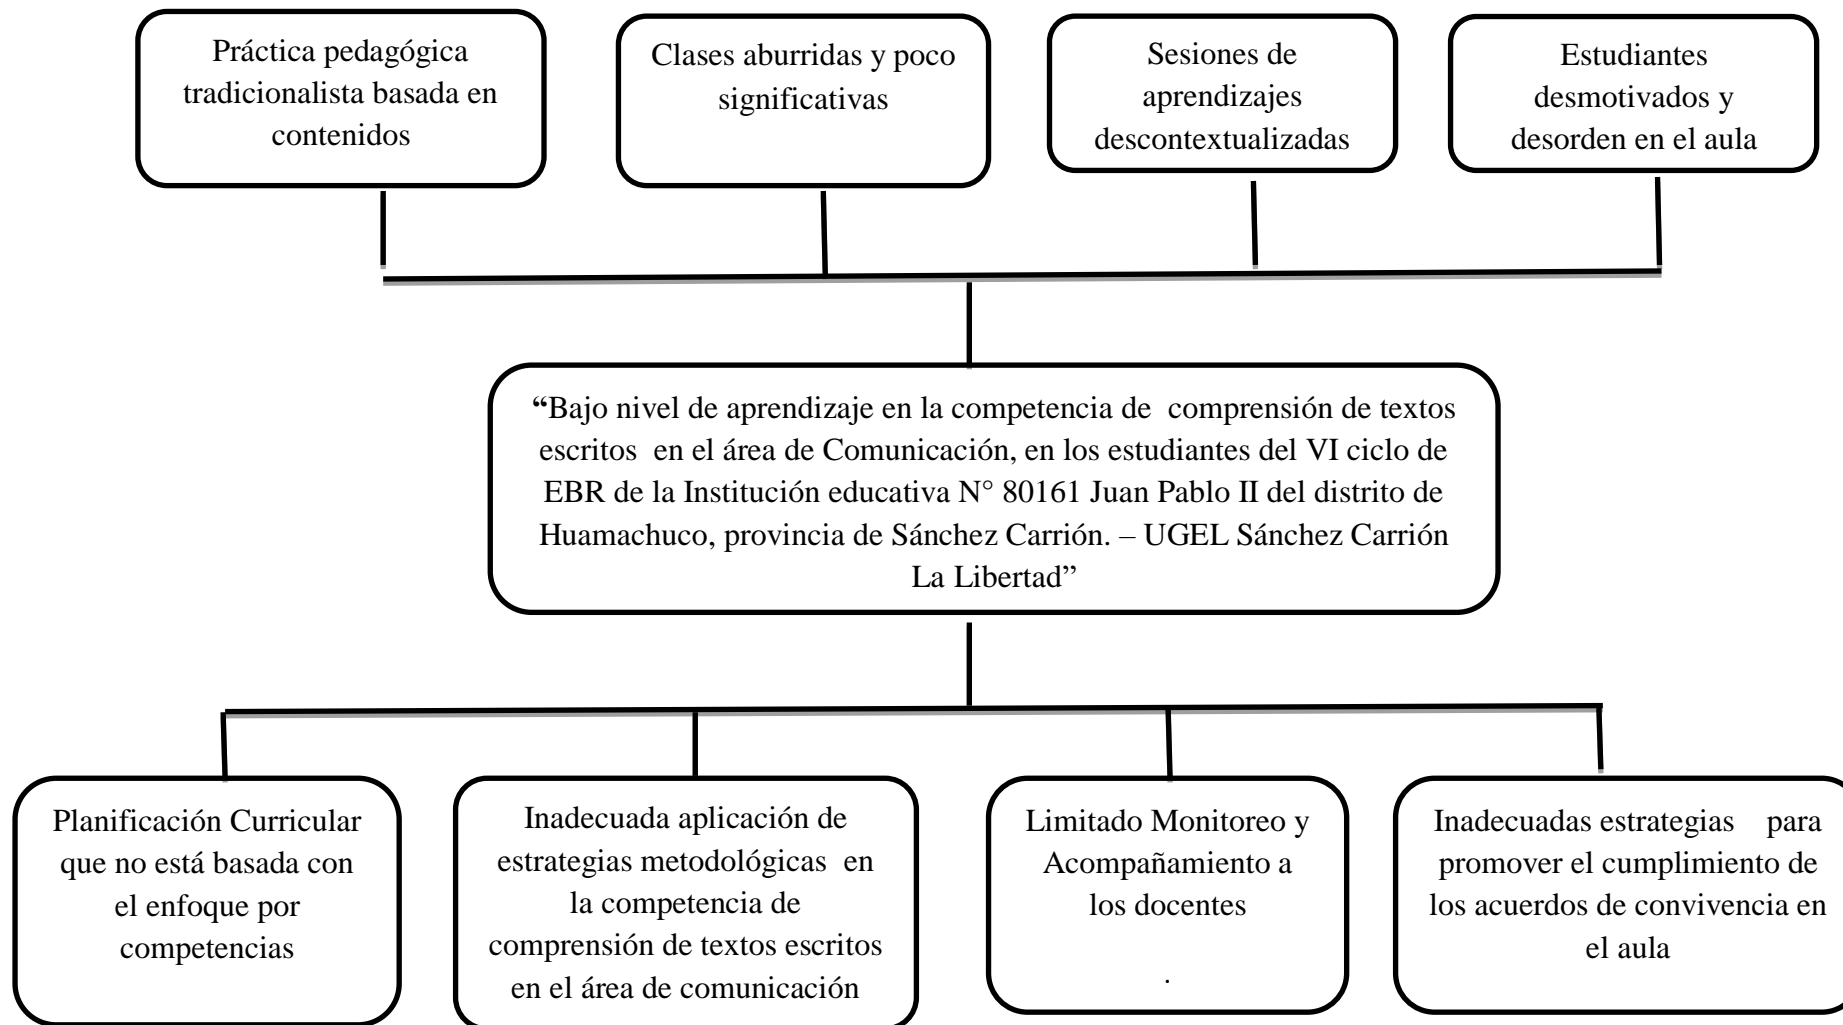 Práctica pedagógica
tradicionalista basada en
contenidos
Clases aburridas y poco
significativas
Sesiones de
aprendizajes
descontextualizadas
Estudiantes
desmotivados y
desorden en el aula
“Bajo nivel de aprendizaje en la competencia de comprensión de textos
escritos en el área de Comunicación, en los estudiantes del VI ciclo de
EBR de la Institución educativa N° 80161 Juan Pablo II del distrito de
Huamachuco, provincia de Sánchez Carrión. – UGEL Sánchez Carrión
La Libertad”
Planificación Curricular
que no está basada con
el enfoque por
competencias
Inadecuada aplicación de
estrategias metodológicas en
la competencia de
comprensión de textos escritos
en el área de comunicación
Limitado Monitoreo y
Acompañamiento a
los docentes
.
Inadecuadas estrategias para
promover el cumplimiento de
los acuerdos de convivencia en
el aula